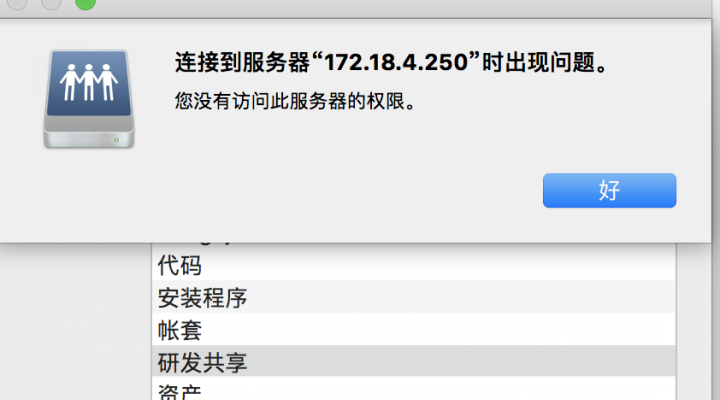 连接到服务器“172.18.4.250”时出现问题。
您没有访问此服务器的权限。
好
代码
安装程序
帐套
研发共享
资产